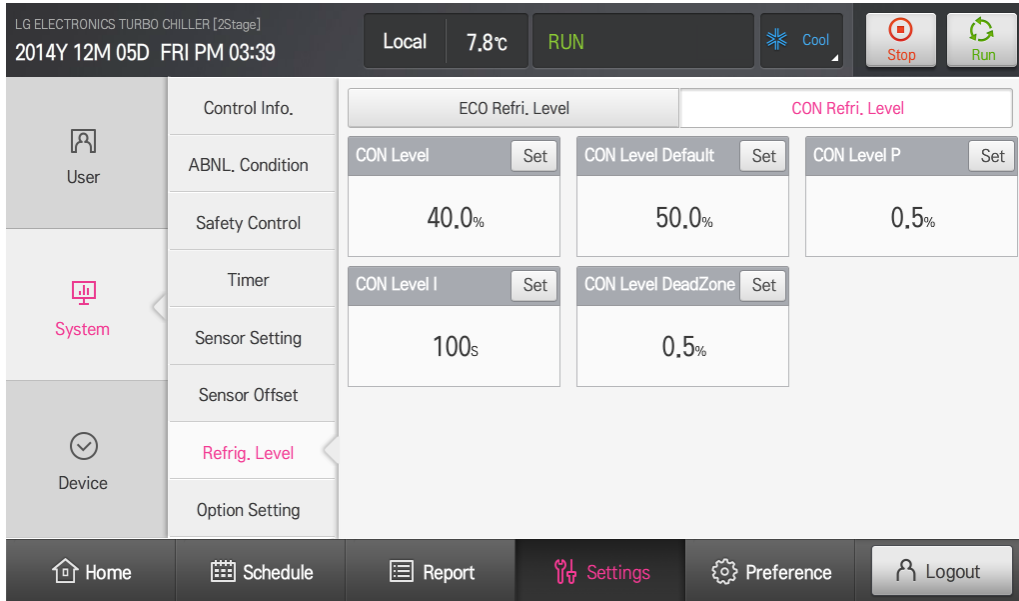 LG ELECTRONICS TURBO CHILLER [2Stage]
2014Y 12M 05D FRI PM 03:39
Local 7.8℃ RUN Cool Stop Run
User
System
Device
Control Info.
ABNL. Condition
Safety Control
Timer
Sensor Setting
Sensor Offset
Refrig. Level
Option Setting
ECO Refri. Level CON Refri. Level
CON Level Set CON Level Default Set CON Level P Set
40.0% 50.0% 0.5%
CON Level I Set CON Level DeadZone Set
100s 0.5%
Home Schedule Report Settings Preference Logout